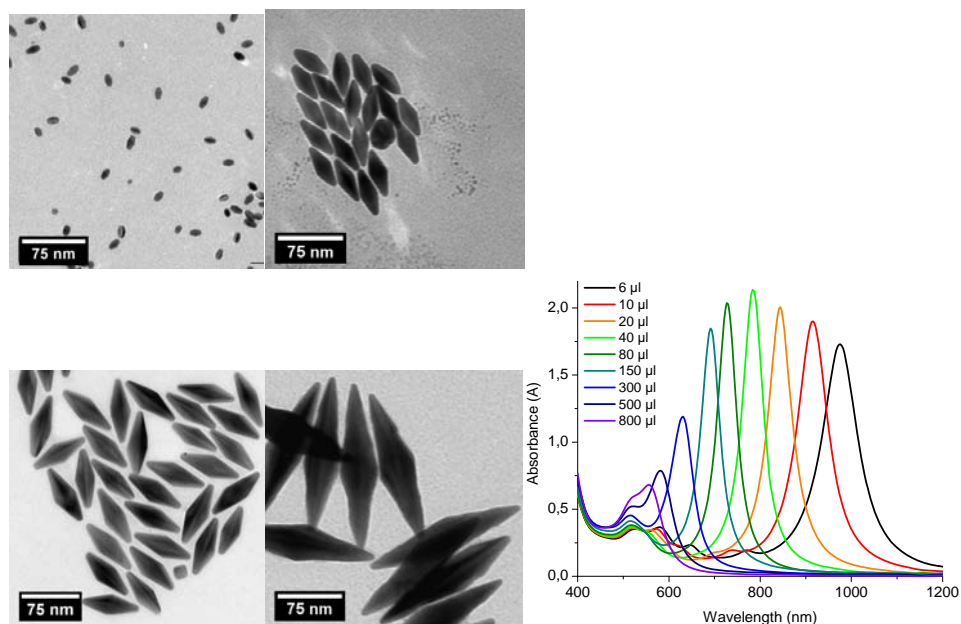 75 nm
75 nm
75 nm
75 nm
6 µl
10 µl
20 µl
40 µl
80 µl
150 µl
300 µl
500 µl
800 µl
2,0
1,5
1,0
0,5
0,0
Absorbance (A)
400 600 800 1000 1200
Wavelength (nm)